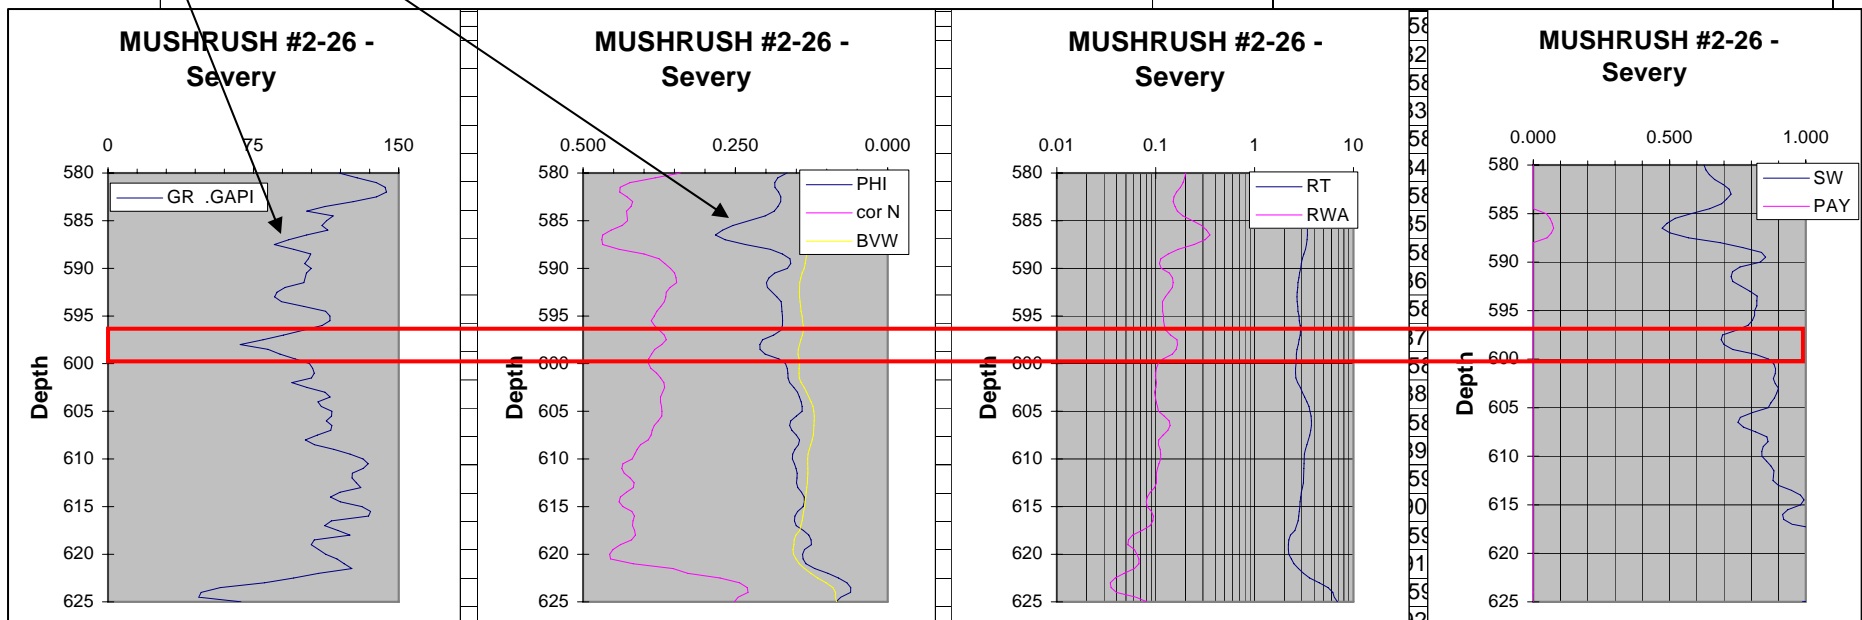 MUSHRUSH #2-26 -
Severy
0 75 150
580
585
590
595
600
605
610
615
620
625
Depth
GR .GAPI
MUSHRUSH #2-26 -
Severy
0.500 0.250 0.000
580
585
590
595
600
605
610
615
620
625
Depth
PHI
cor N
BVW
MUSHRUSH #2-26 -
Severy
0.01 0.1 1 10
580
585
590
595
600
605
610
615
620
625
Depth
RT
RWA
MUSHRUSH #2-26 -
Severy
0.000 0.500 1.000
580
585
590
595
600
605
610
615
620
625
Depth
SW
PAY